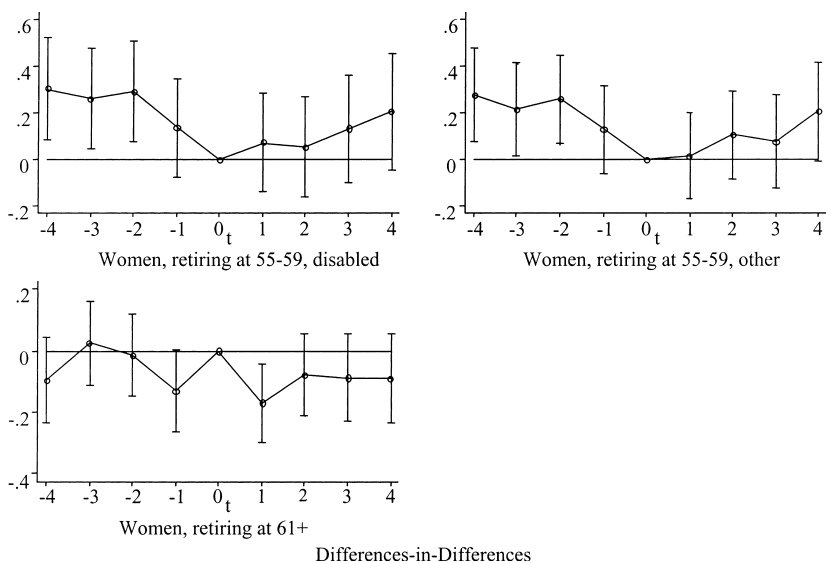 .6
.4
.2
0
-.2
-4 -3 -2 -1 0 1 2 3 4
t
Women, retiring at 55-59, disabled
.6
.4
.2
0
-.2
-4 -3 -2 -1 0 1 2 3 4
t
Women, retiring at 55-59, other
.2
0
-.2
-.4
-4 -3 -2 -1 0 1 2 3 4
t
Women, retiring at 61+
Differences-in-Differences